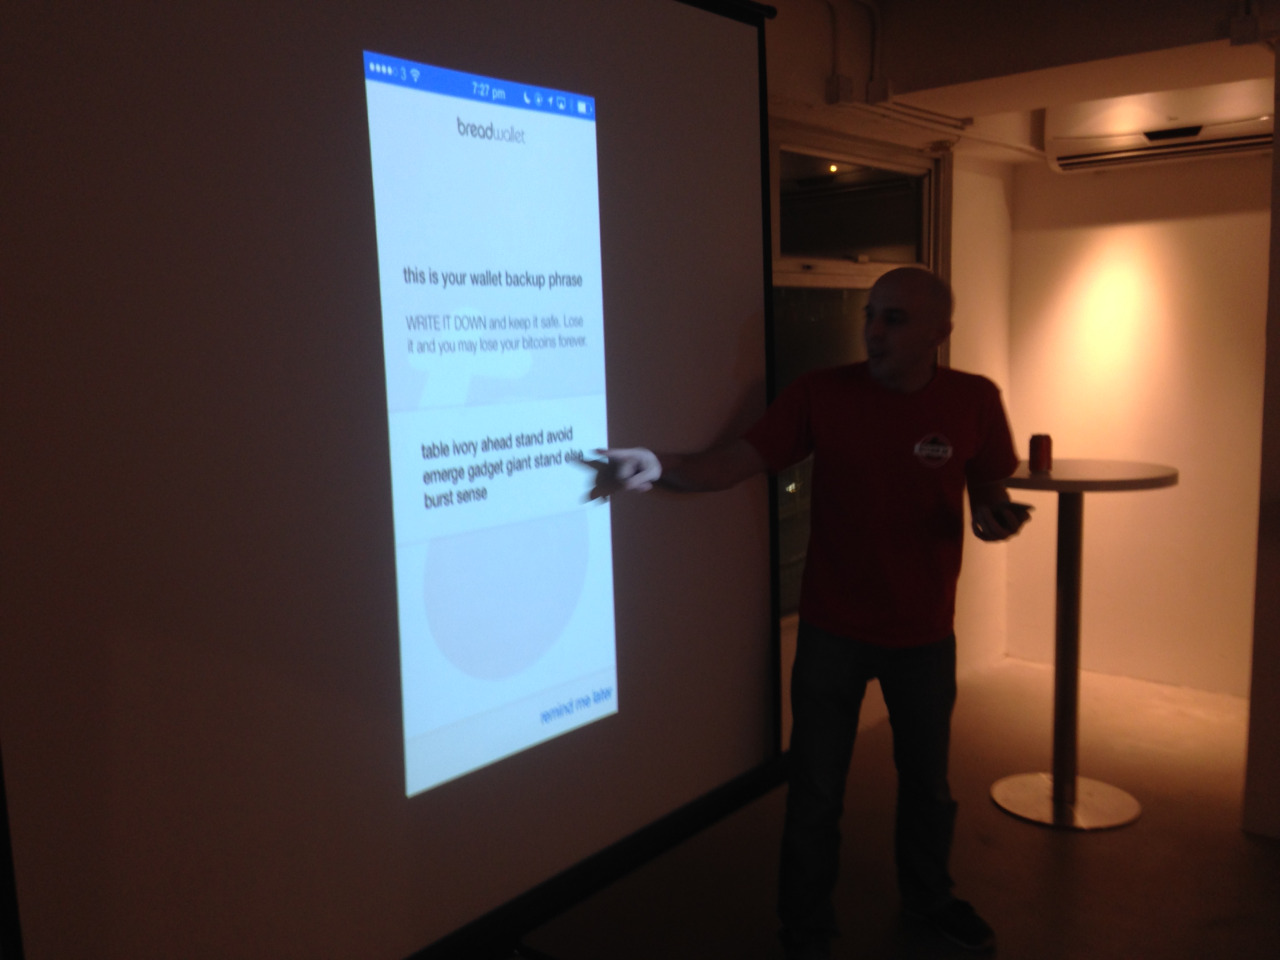 3 7:27 pm
breadwallet
this is your wallet backup phrase
WRITE IT DOWN and keep it safe. Lose
it and you may lose your bitcoins forever.
table ivory ahead stand avoid
emerge gadget giant stand else
burst sense
remind me later